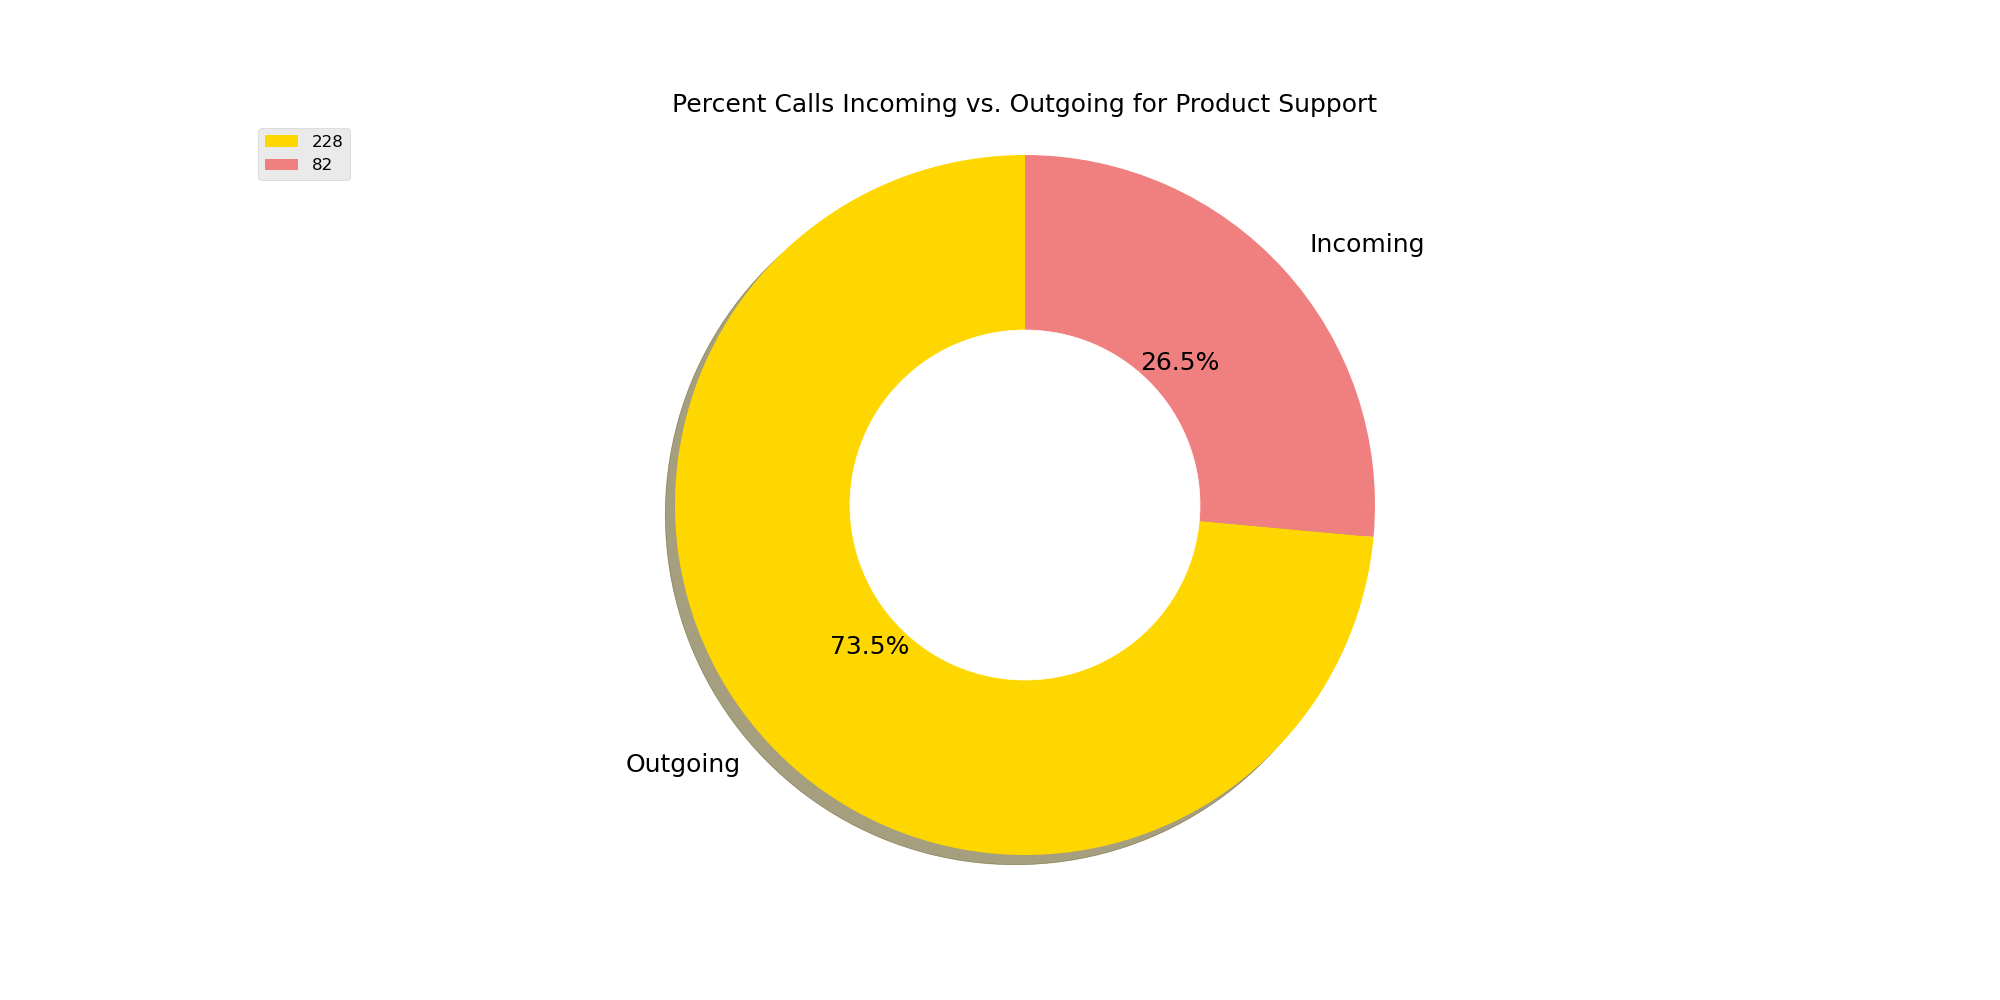 Percent Calls Incoming vs. Outgoing for Product Support
228
82
Incoming
26.5%
73.5%
Outgoing